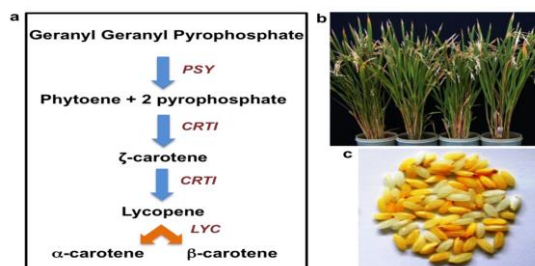 a
Geranyl Geranyl Pyrophosphate
PSY
Phytoene + 2 pyrophosphate
CRTI
ζ-carotene
CRTI
Lycopene
LYC
α-carotene β-carotene
b
c